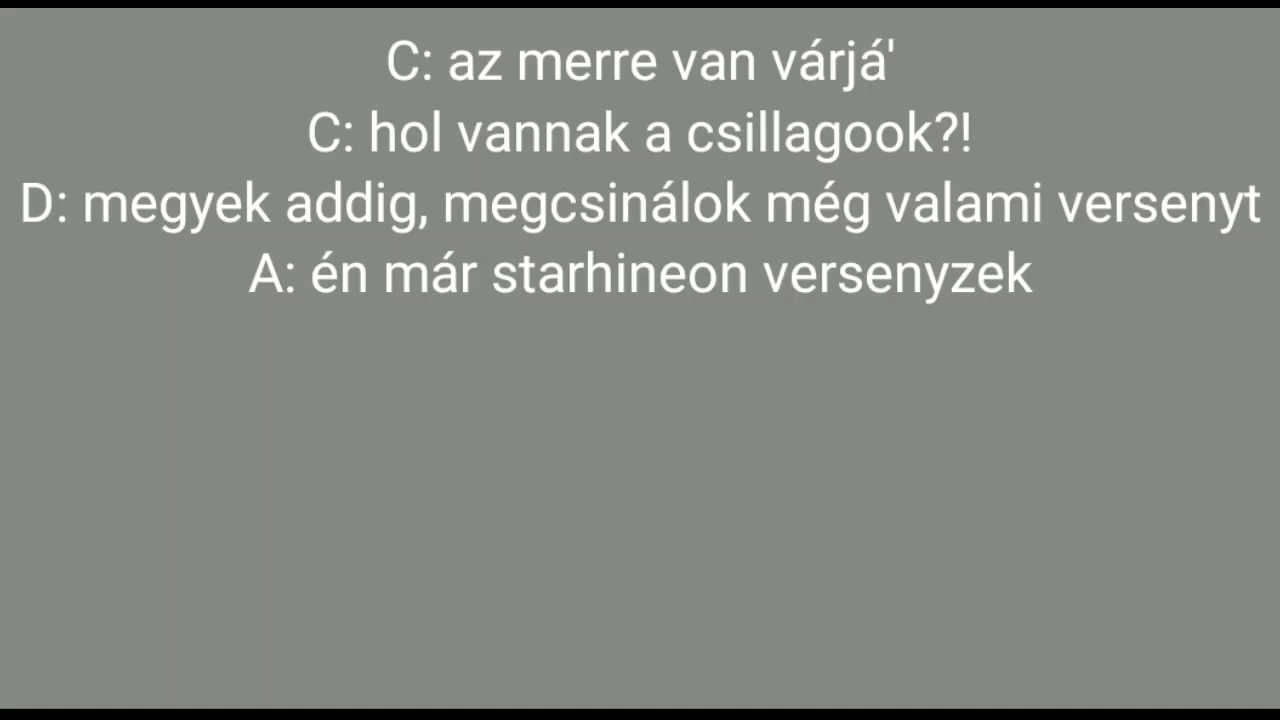 C: az merre van várjá'
C: hol vannak a csillagook?!
D: megyek addig, megcsinálok még valami versenyt
A: én már starhineon versenyzek